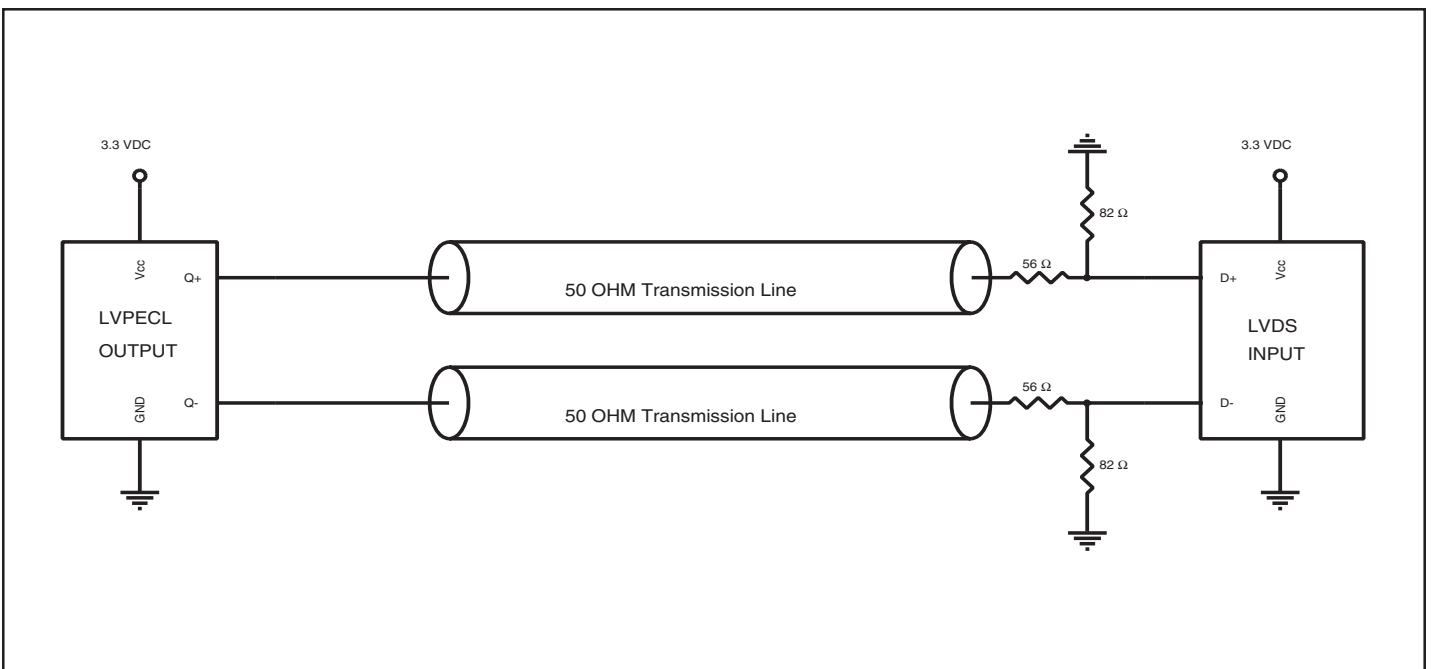 3.3 VDC
3.3 VDC
82 Ω
Vcc
Q+
56 Ω
D+
Vcc
50 OHM Transmission Line
LVPECL
OUTPUT
LVDS
INPUT
56 Ω
GND
Q-
50 OHM Transmission Line
D-
GND
82 Ω